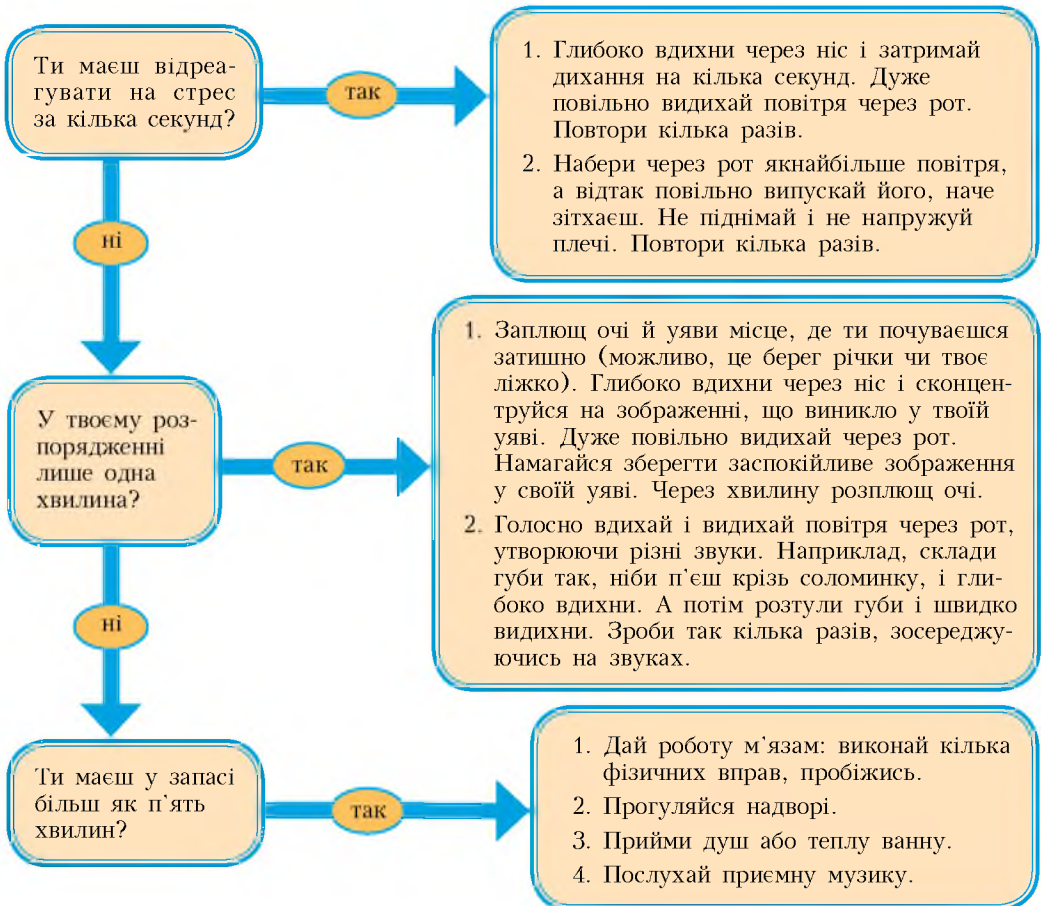 Ти маєш відреа-
гувати на стрес
за кілька секунд?
так
1. Глибоко вдихни через ніс і затримай
дихання на кілька секунд. Дуже
повільно видихай повітря через рот.
Повтори кілька разів.
2. Набери через рот якнайбільше повітря,
а відтак повільно випускай його, наче
зітхаєш. Не піднімай і не напружуй
плечі. Повтори кілька разів.
ні
У твоєму роз-
порядженні
лише одна
хвилина?
так
1. Заплющ очі й уяви місце, де ти почуваєшся
затишно (можливо, це берег річки чи твоє
ліжко). Глибоко вдихни через ніс і сконцен-
труйся на зображенні, що виникло у твоїй
уяві. Дуже повільно видихай через рот.
Намагайся зберегти заспокійливе зображення
у своїй уяві. Через хвилину розплющ очі.
2. Голосно вдихай і видихай повітря через рот,
утворюючи різні звуки. Наприклад, склади
губи так, ніби п'єш крізь соломинку, і гли-
боко вдихни. А потім розтули губи і швидко
видихни. Зроби так кілька разів, зосереджу-
ючись на звуках.
ні
Ти маєш у запасі
більш як п'ять
хвилин?
так
1. Дай роботу м'язам: виконай кілька
фізичних вправ, пробіжись.
2. Прогуляйся надворі.
3. Прийми душ або теплу ванну.
4. Послухай приємну музику.